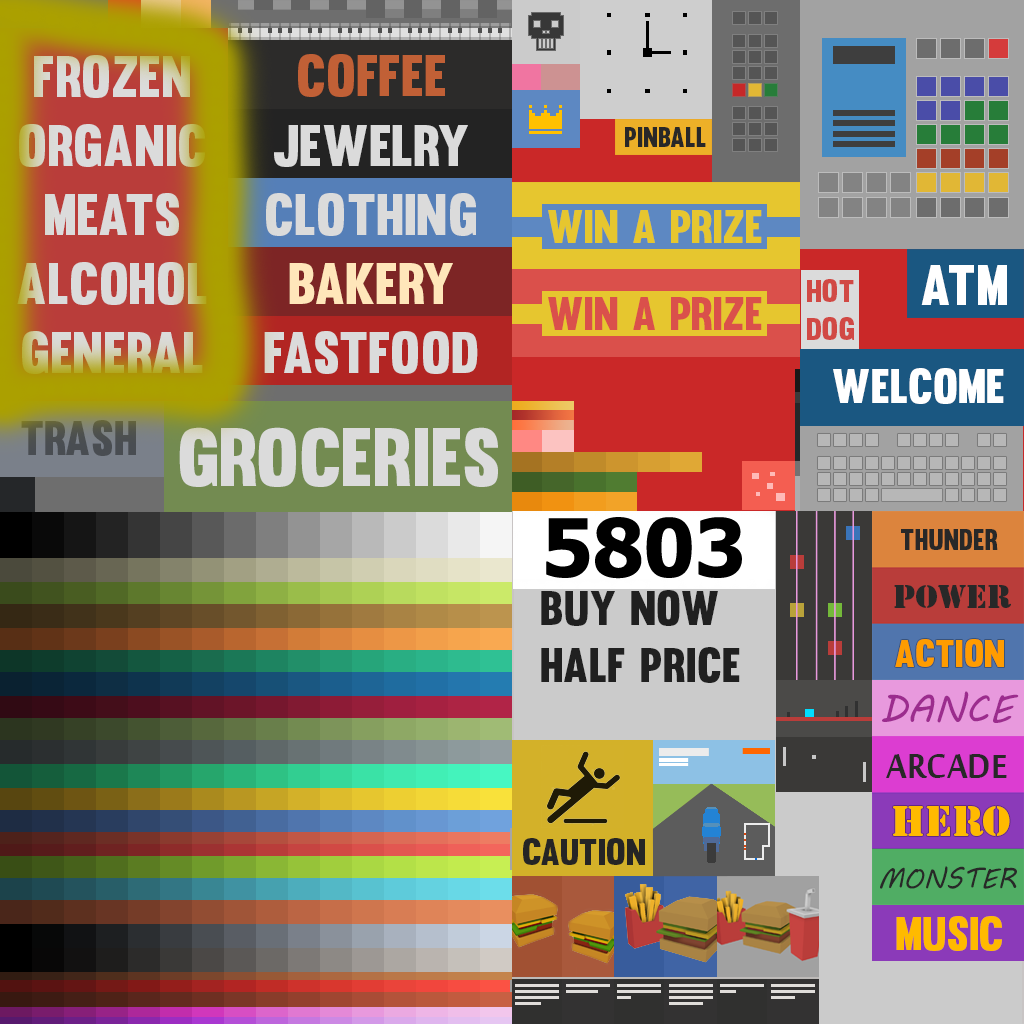 FROZEN
ORGANIC
MEATS
ALCOHOL
GENERAL
TRASH
COFFEE
JEWELRY
CLOTHING
BAKERY
FASTFOOD
GROCERIES
PINBALL
WIN A PRIZE
WIN A PRIZE
HOT
DOG
ATM
WELCOME
5803
BUY NOW
HALF PRICE
CAUTION
THUNDER
POWER
ACTION
DANCE
ARCADE
HERO
MONSTER
MUSIC